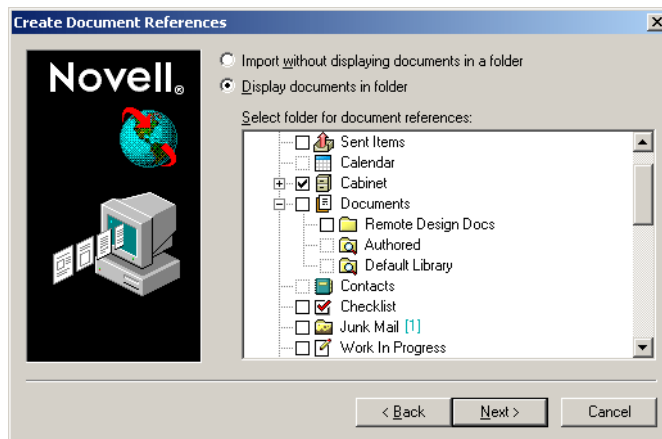 Create Document References
Novell®
Import without displaying documents in a folder
Display documents in folder
Select folder for document references:
Sent Items
Calendar
Cabinet
Documents
Remote Design Docs
Authored
Default Library
Contacts
Checklist
Junk Mail [1]
Work In Progress
< Back
Next >
Cancel